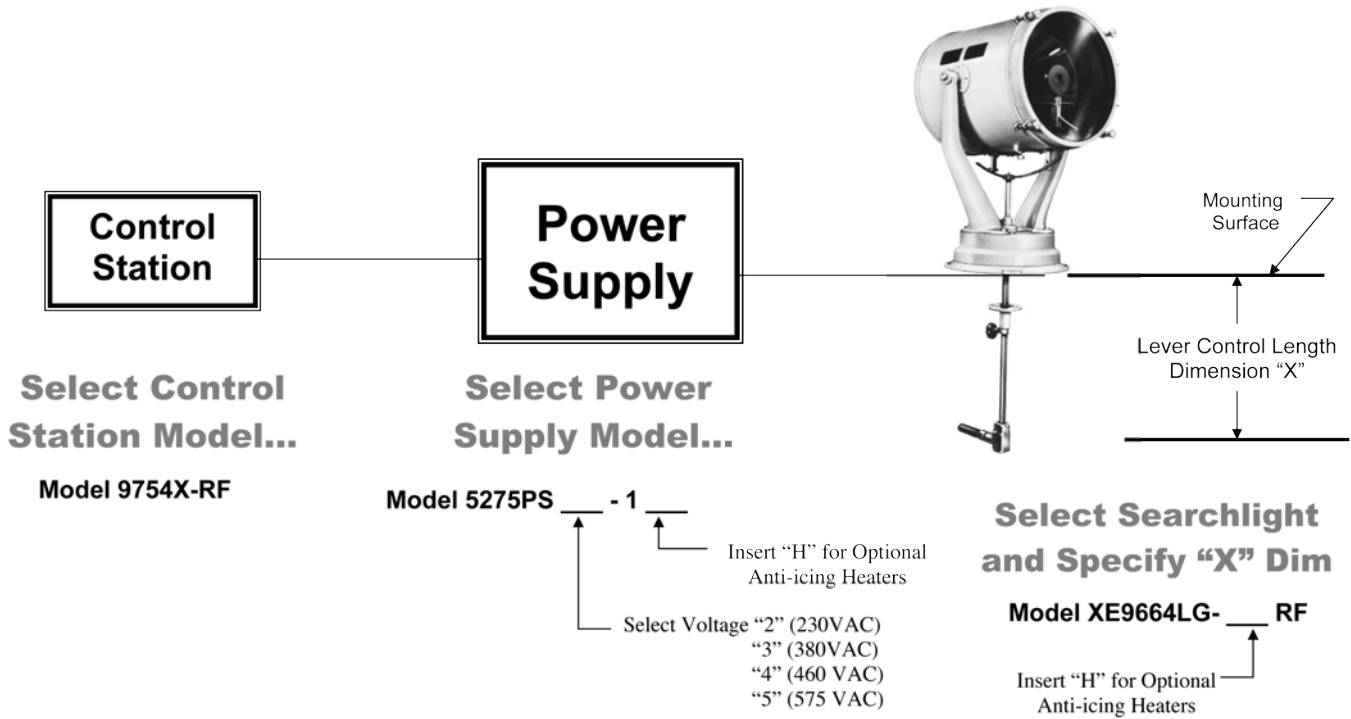 Control
Station
Power
Supply
Mounting
Surface
Lever Control Length
Dimension “X”
Select Control
Station Model...
Model 9754X-RF
Select Power
Supply Model...
Model 5275PS ___ - 1 ___
Insert “H” for Optional
Anti-icing Heaters
Select Voltage “2” (230VAC)
“3” (380VAC)
“4” (460 VAC)
“5” (575 VAC)
Select Searchlight
and Specify “X” Dim
Model XE9664LG- ___ RF
Insert “H” for Optional
Anti-icing Heaters